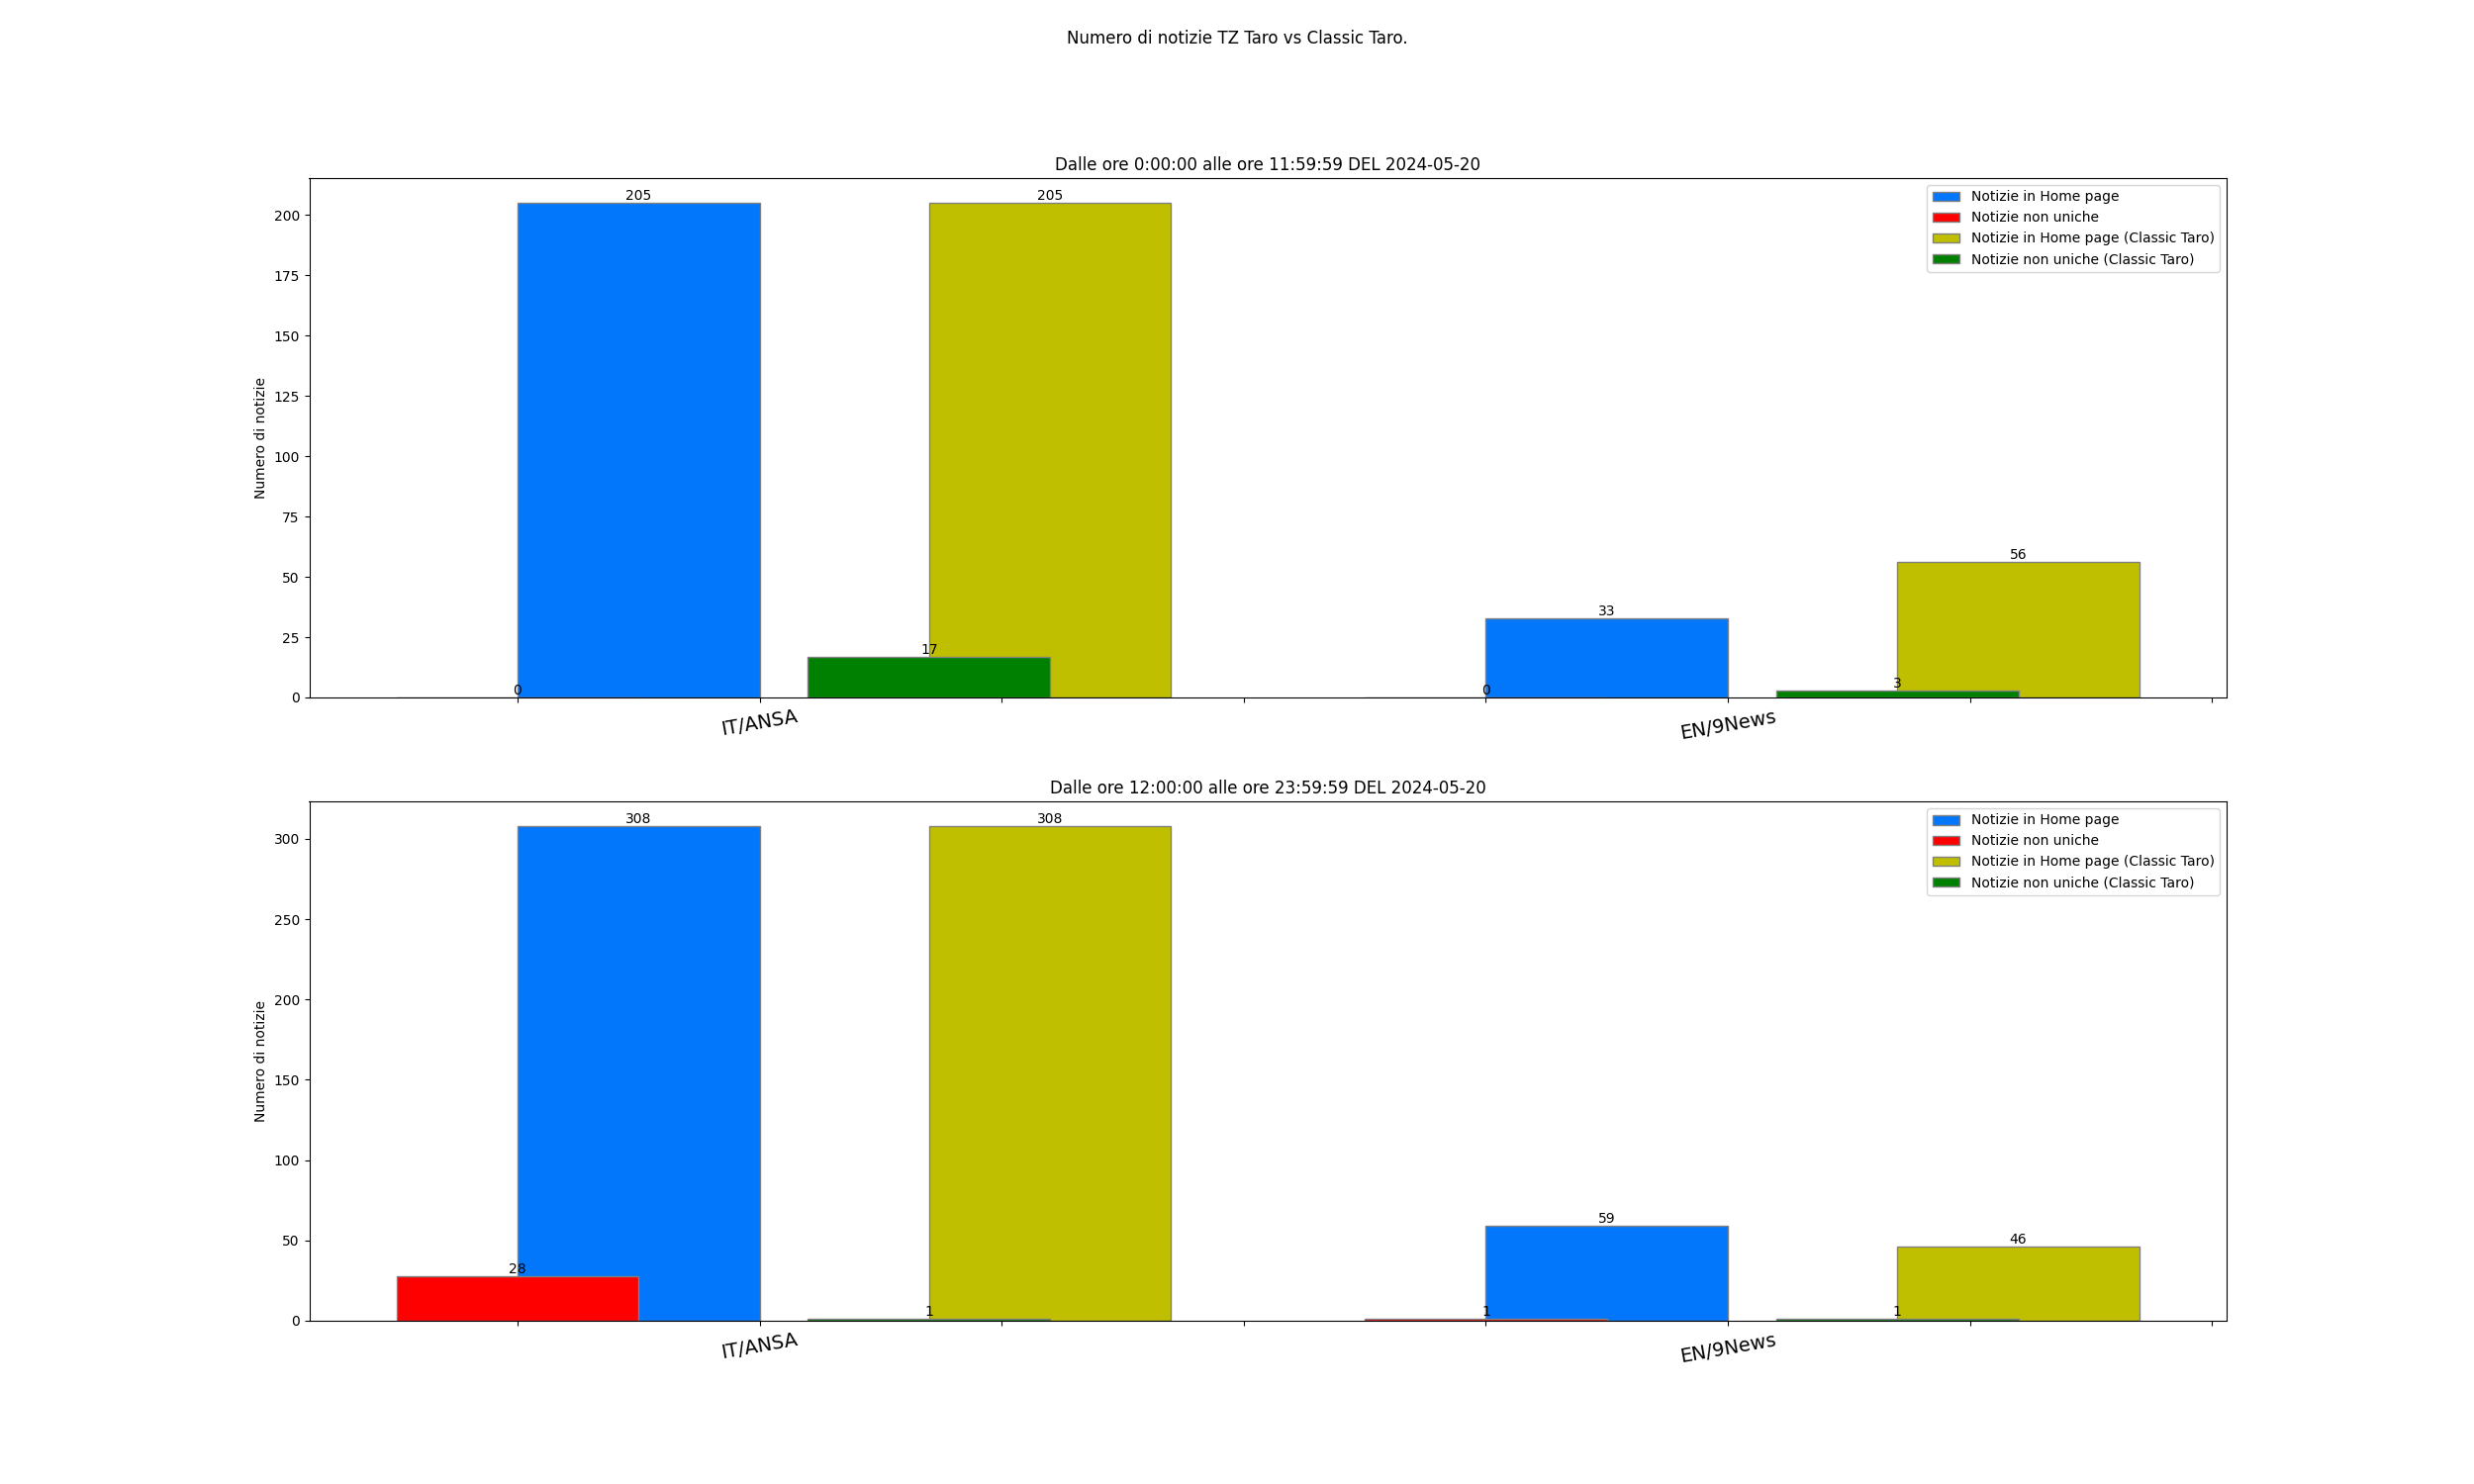 Numero di notizie TZ Taro vs Classic Taro.
Dalle ore 0:00:00 alle ore 11:59:59 DEL 2024-05-20
Numero di notizie
200
175
150
125
100
75
50
25
0
205
205
17
0
33
0
56
3
Notizie in Home page
Notizie non uniche
Notizie in Home page (Classic Taro)
Notizie non uniche (Classic Taro)
IT/ANSA
EN/9News
Dalle ore 12:00:00 alle ore 23:59:59 DEL 2024-05-20
Numero di notizie
300
250
200
150
100
50
0
308
308
28
1
59
1
46
1
Notizie in Home page
Notizie non uniche
Notizie in Home page (Classic Taro)
Notizie non uniche (Classic Taro)
IT/ANSA
EN/9News